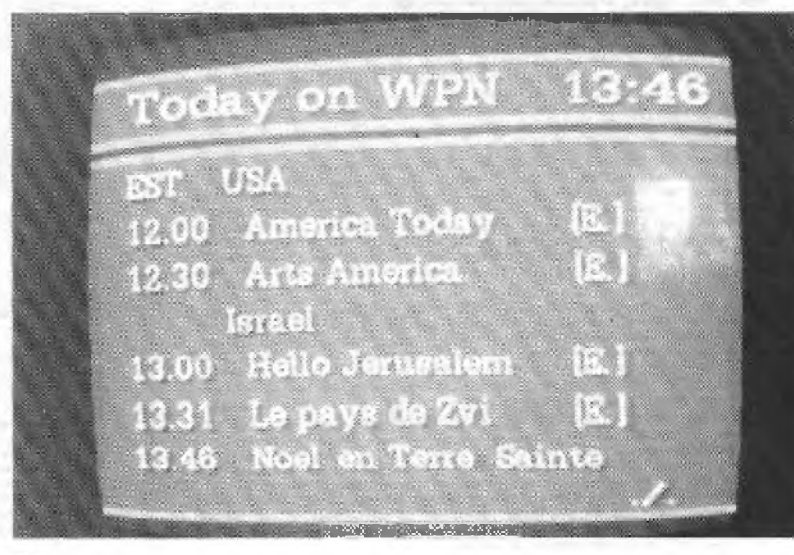 Today on WPN 13:46
EST USA
12.00 America Today [E.]
12.30 Arts America [E.]
Israel
13.00 Hello Jerusalem [E.]
13.31 Le pays de Zvi [E.]
13.46 Noel en Terre Sainte